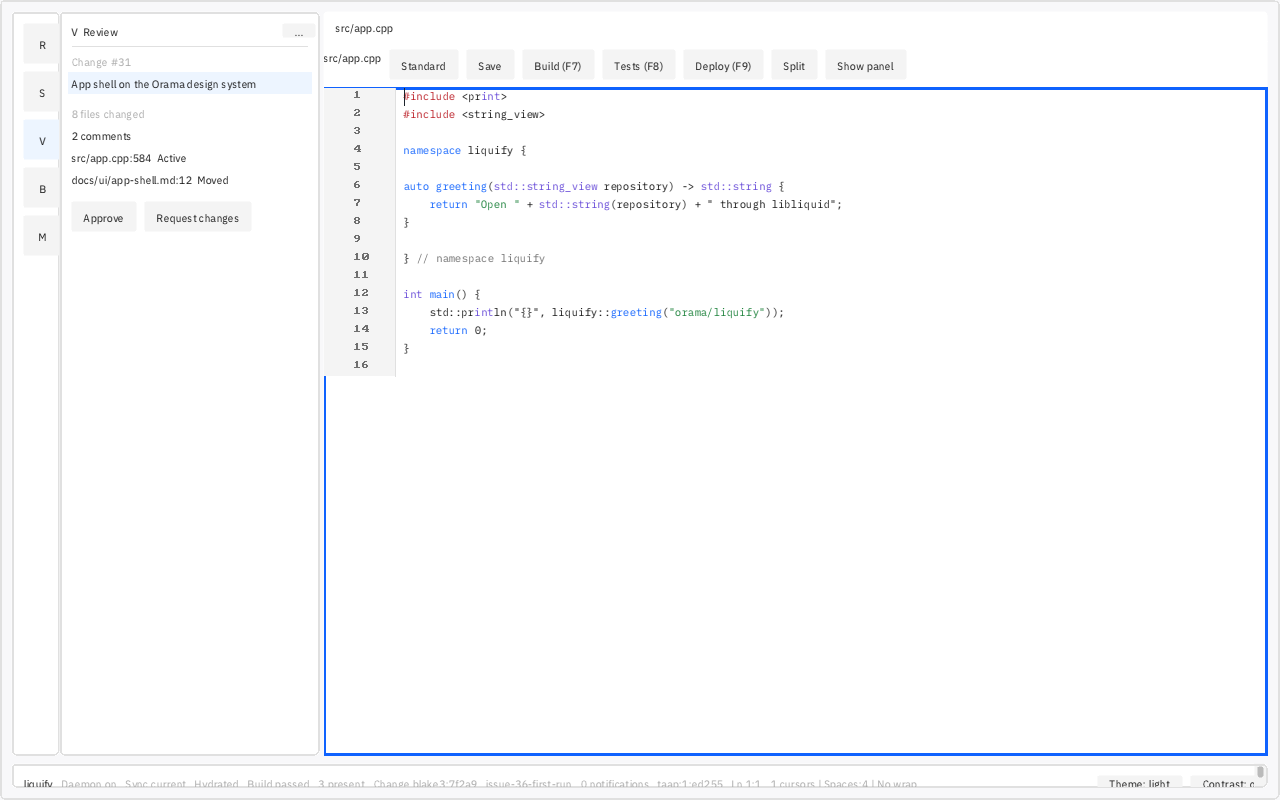 R
S
V
B
M
V Review
...
Change #31
App shell on the Orama design system
8 files changed
2 comments
src/app.cpp:584 Active
docs/ui/app-shell.md:12 Moved
Approve Request changes
src/app.cpp
src/app.cpp Standard Save Build (F7) Tests (F8) Deploy (F9) Split Show panel
1 #include <print>
2 #include <string_view>
3
4 namespace liquify {
5
6 auto greeting(std::string_view repository) -> std::string {
7     return "Open " + std::string(repository) + " through libliquid";
8 }
9
10 } // namespace liquify
11
12 int main() {
13     std::println("{}", liquify::greeting("orama/liquify"));
14     return 0;
15 }
16
liquify Daemon on Sync current Hydrated Build passed 3 present Change blake3:7f2a9 issue-36-first-run 0 notifications taap:1:ed255 Ln 1:1 1 cursors | Spaces:4 | No wrap Theme: light Contrast: